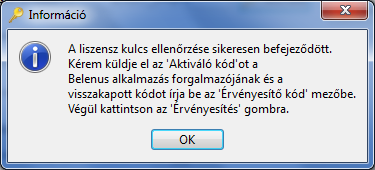 Információ
A liszensz kulcs ellenőrzése sikeresen befejeződött.
Kérem küldje el az 'Aktiváló kód'ot a
Belenus alkalmazás forgalmazójának és a
visszakapott kódot írja be az 'Érvényesítő kód' mezőbe.
Végül kattintson az 'Érvényesítés' gombra.
OK